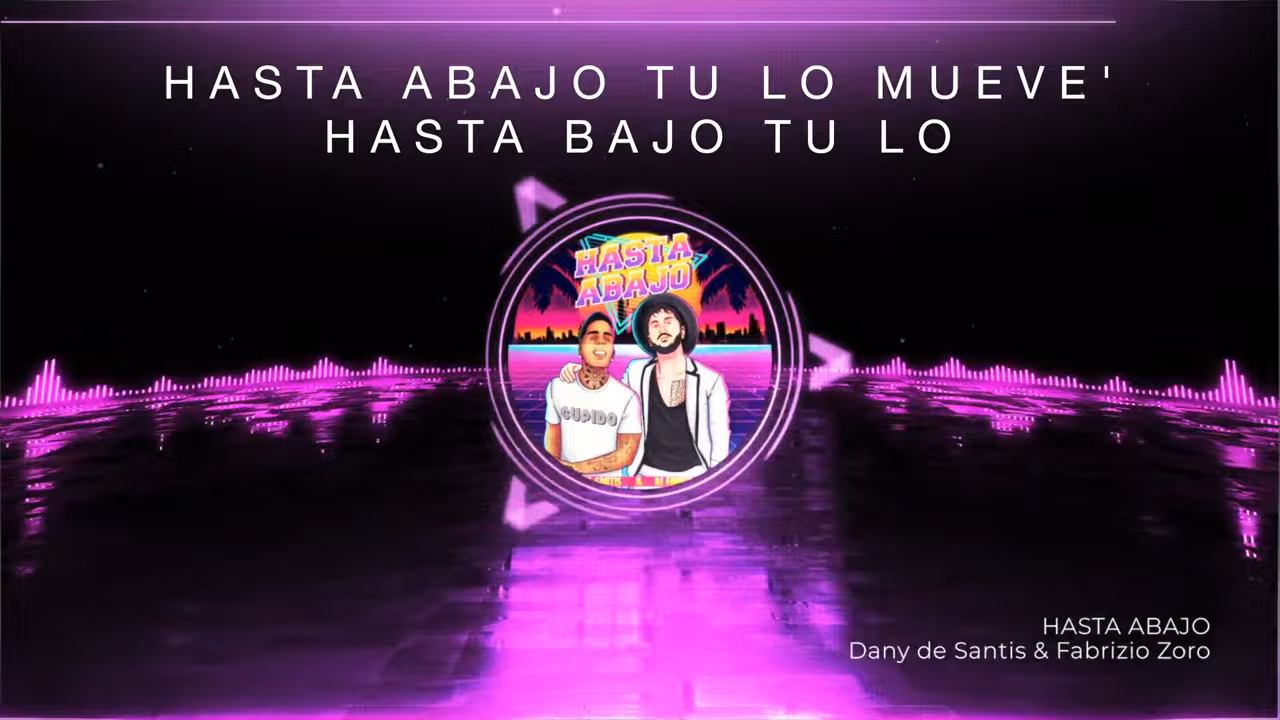 HASTA ABAJO TU LO MUEVE'
HASTA BAJO TU LO
HASTA
ABAJO
CUPIDO
HASTA ABAJO
Dany de Santis & Fabrizio Zoro